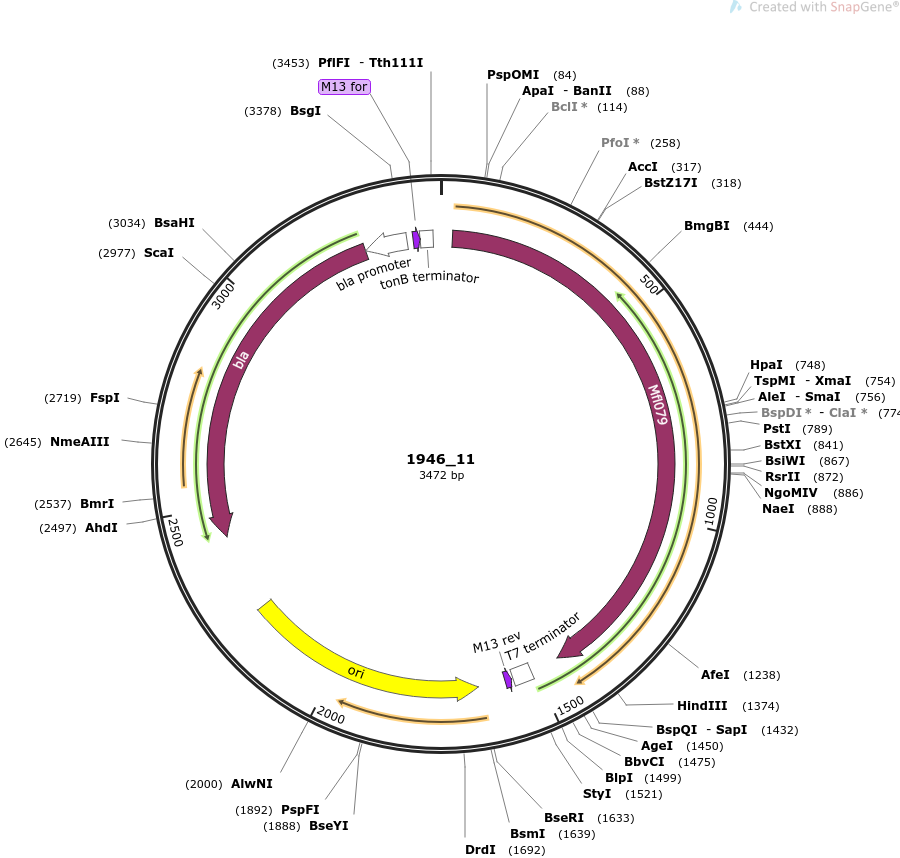 Created with SnapGene®
(3453) PflFI - Tth111I
M13 for
(3378) BsgI
PspOMI (84)
ApaI - BanII (88)
BclI * (114)
PfoI * (258)
AccI (317)
BstZ17I (318)
BmgBI (444)
(3034) BsaHI
(2977) ScaI
bla promoter
tonB terminator
500
3000
bla
Mfl079
HpaI (748)
TspMI - XmaI (754)
AleI - SmaI (756)
BspDI * - ClaI * (774
PstI (789)
BstXI (841)
BsiWI (867)
RsrII (872)
NgoMIV (886)
NaeI (888)
(2719) FspI
(2645) NmeAIII
(2537) BmrI
(2497) AhdI
1946_11
3472 bp
1000
2500
M13 rev
T7 terminator
ori
AfeI (1238)
HindIII (1374)
1500
2000
BspQI - SapI (1432)
AgeI (1450)
BbvCI (1475)
BlpI (1499)
StyI (1521)
(2000) AlwNI
(1892) PspFI
(1888) BseYI
BseRI (1633)
BsmI (1639)
DrdI (1692)